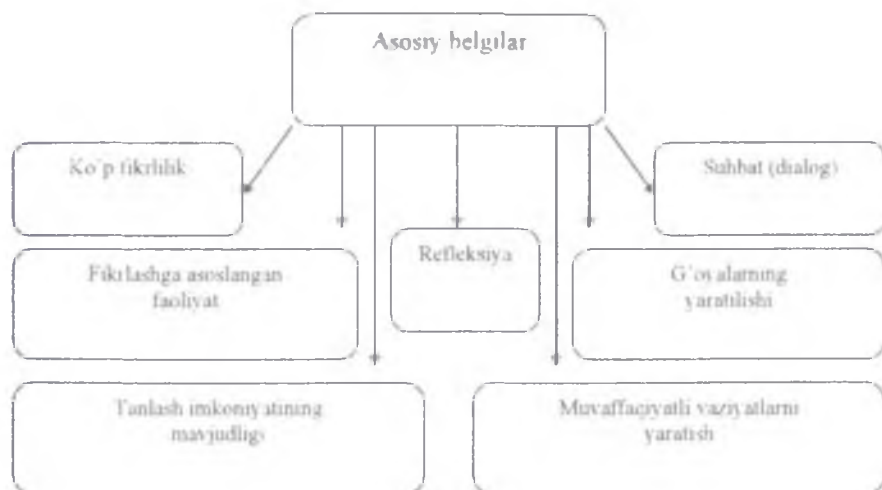 Asosiy belgilar
Ko'p fikrlilik
Suhbat (dialog)
Fikrlashga asoslangan
faoliyat
Refleksiya
G'oyalarning
yaratilishi
Tanlash imkoniyatining
mavjudligi
Muvaffaqiyatli vaziyatlarni
yaratish